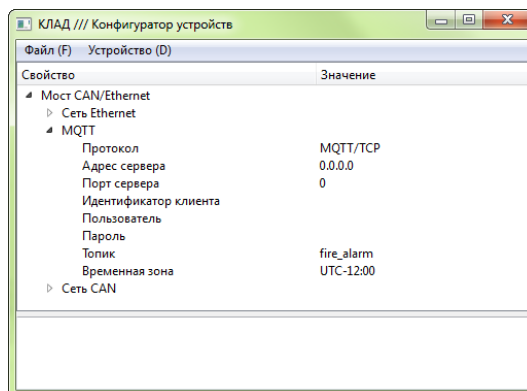 КЛАД /// Конфигуратор устройств
Файл (F) Устройство (D)
Свойство Значение
Мост CAN/Ethernet
Сеть Ethernet
MQTT
Протокол MQTT/TCP
Адрес сервера 0.0.0.0
Порт сервера 0
Идентификатор клиента
Пользователь
Пароль
Топик fire_alarm
Временная зона UTC-12:00
Сеть CAN